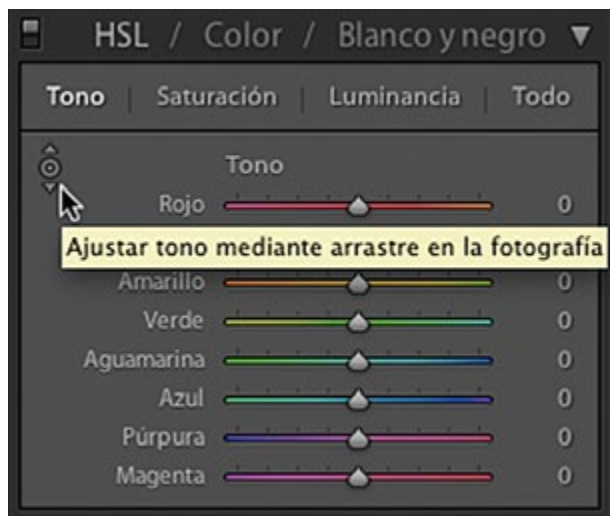 HSL / Color / Blanco y negro
Tono | Saturación | Luminancia | Todo
Tono
Rojo 0
Ajustar tono mediante arrastre en la fotografía
Amarillo 0
Verde 0
Aguamarina 0
Azul 0
Púrpura 0
Magenta 0